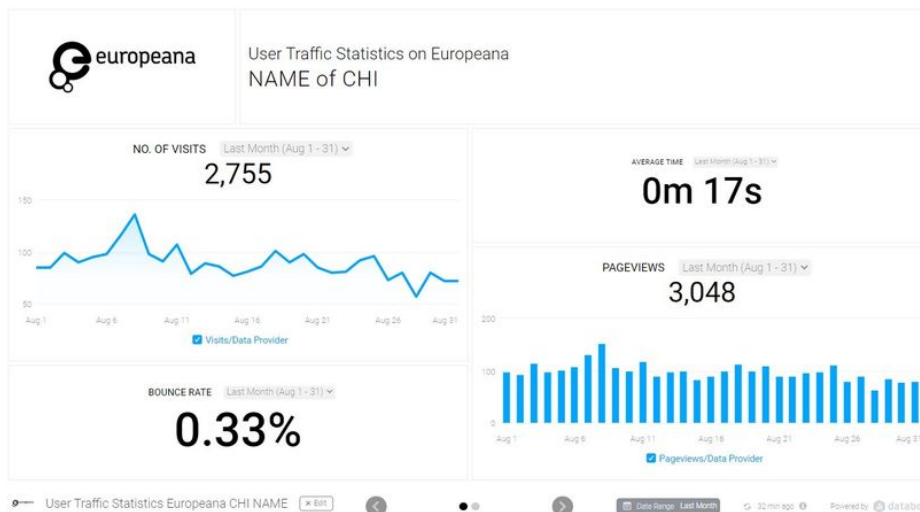 europeana
User Traffic Statistics on Europeana
NAME of CHI
NO. OF VISITS Last Month (Aug 1 - 31)
2,755
150
100
50
Aug 1 Aug 6 Aug 11 Aug 16 Aug 21 Aug 26 Aug 31
Visits/Data Provider
AVERAGE TIME Last Month (Aug 1 - 31)
0m 17s
PAGEVIEWS Last Month (Aug 1 - 31)
3,048
200
100
0
Aug 1 Aug 6 Aug 11 Aug 16 Aug 21 Aug 26 Aug 31
Pageviews/Data Provider
BOUNCE RATE Last Month (Aug 1 - 31)
0.33%
User Traffic Statistics Europeana CHI NAME × Edit
Date Range Last Month
32 min ago
Powered by